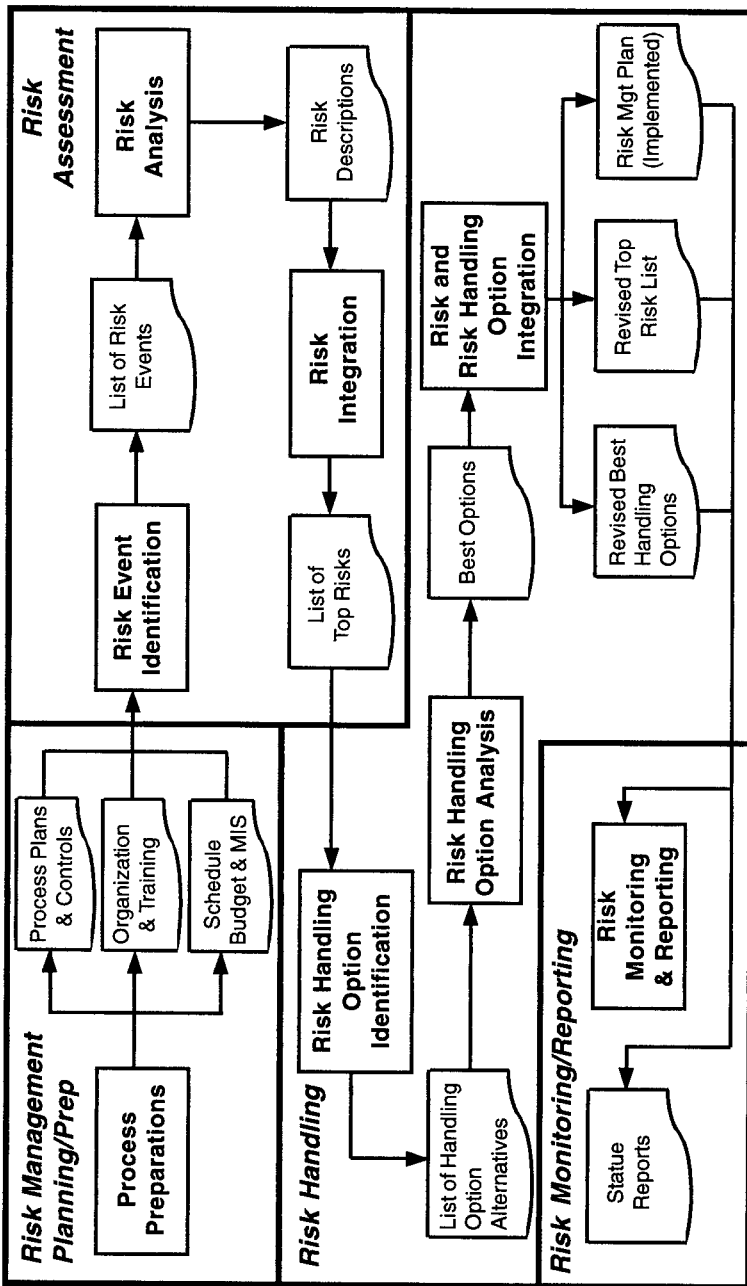 Risk Management
Planning/Prep
Process
Preparations
Process Plans
& Controls
Organization
& Training
Schedule
Budget & MIS
Risk
Assessment
Risk Event
Identification
List of Risk
Events
Risk
Analysis
Risk
Descriptions
Risk
Integration
List of
Top Risks
Risk Handling
Risk Handling
Option
Identification
List of Handling
Option
Alternatives
Risk Handling
Option Analysis
Best Options
Risk and
Risk Handling
Option
Integration
Revised Best
Handling
Options
Revised Top
Risk List
Risk Mgt Plan
(Implemented)
Risk Monitoring/Reporting
Risk
Monitoring
& Reporting
Statue
Reports